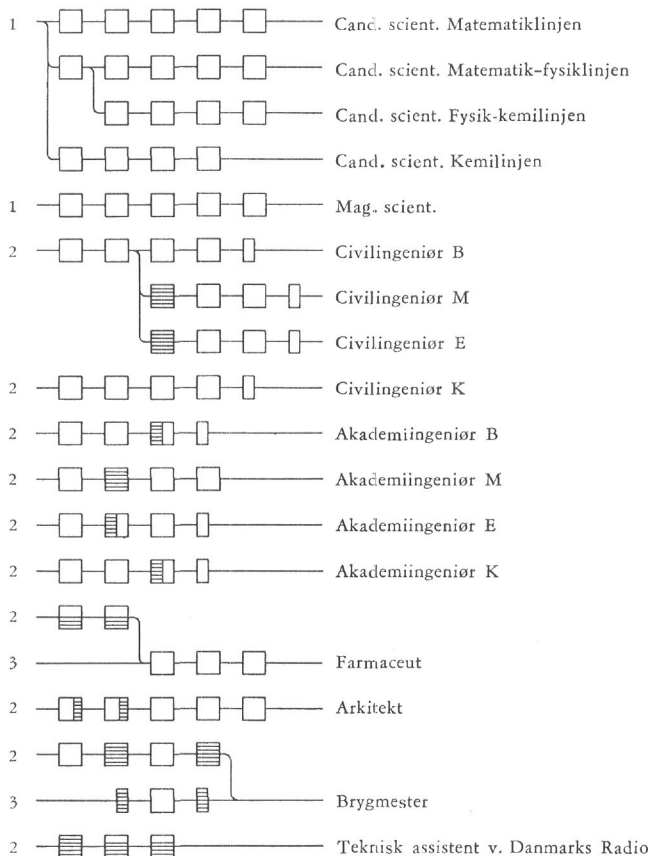 1 Cand. scient. Matematiklinjen
Cand. scient. Matematik-fysiklinjen
Cand. scient. Fysik-kemilinjen
Cand. scient. Kemilinjen
1 Mag. scient.
2 Civilingeniør B
Civilingeniør M
Civilingeniør E
2 Civilingeniør K
2 Akademiingeniør B
2 Akademiingeniør M
2 Akademiingeniør E
2 Akademiingeniør K
2
3 Farmaceut
2 Arkitekt
2
3 Brygmester
2 Teknisk assistent v. Danmarks Radio